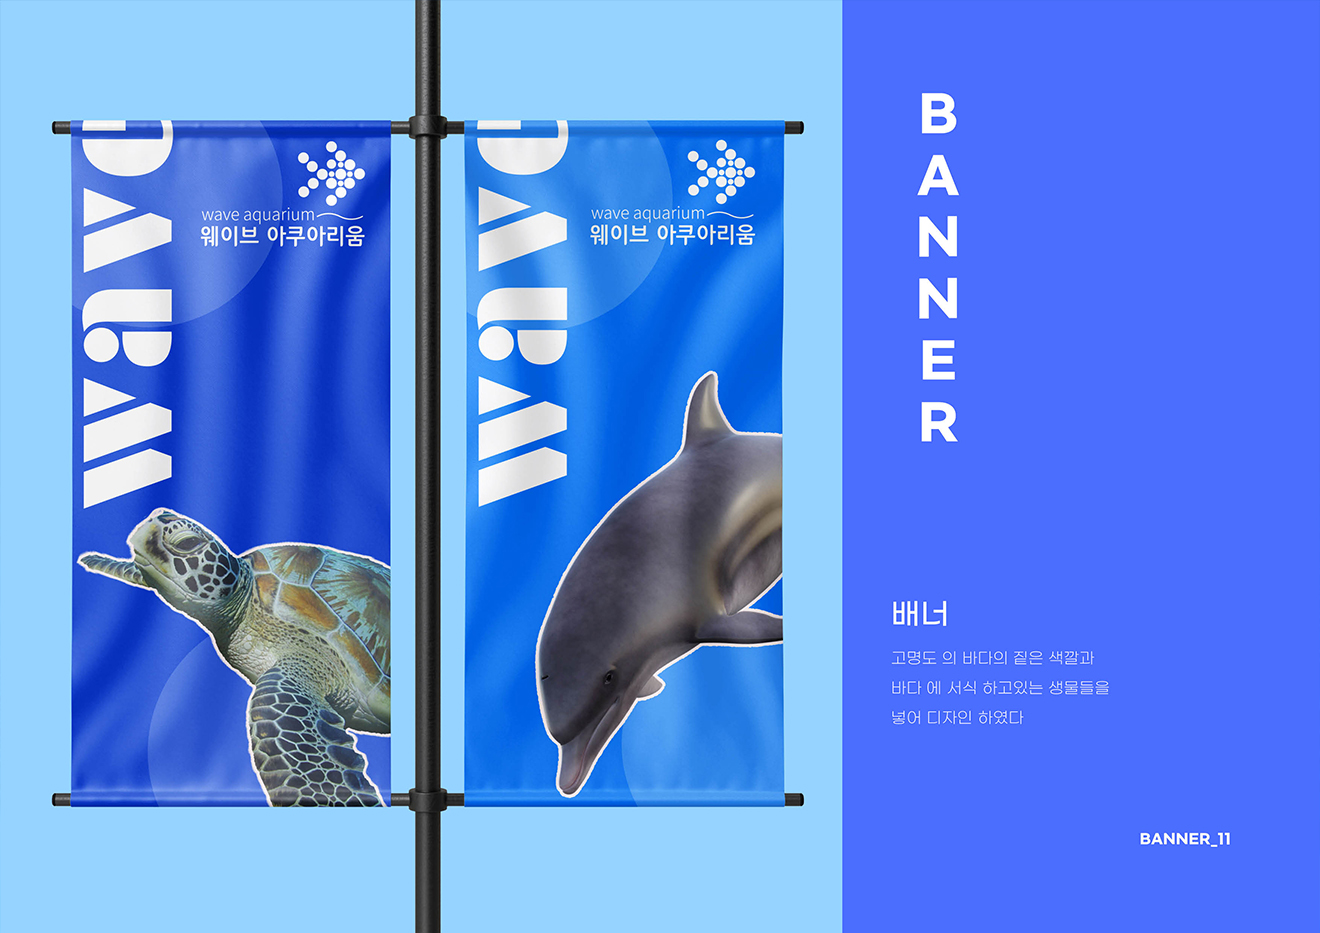 wave
wave aquarium
웨이브 아쿠아리움
wave
wave aquarium
웨이브 아쿠아리움
BANNER
배너
고명도 의 바다의 짙은 색깔과
바다 에 서식 하고있는 생물들을
넣어 디자인 하였다
BANNER_11